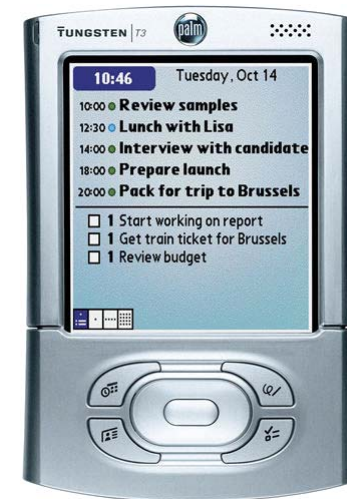 TUNGSTEN | T3
palm
10:46 Tuesday, Oct 14
10:00 Review samples
12:30 Lunch with Lisa
14:00 Interview with candidate
18:00 Prepare launch
20:00 Pack for trip to Brussels
1 Start working on report
1 Get train ticket for Brussels
1 Review budget